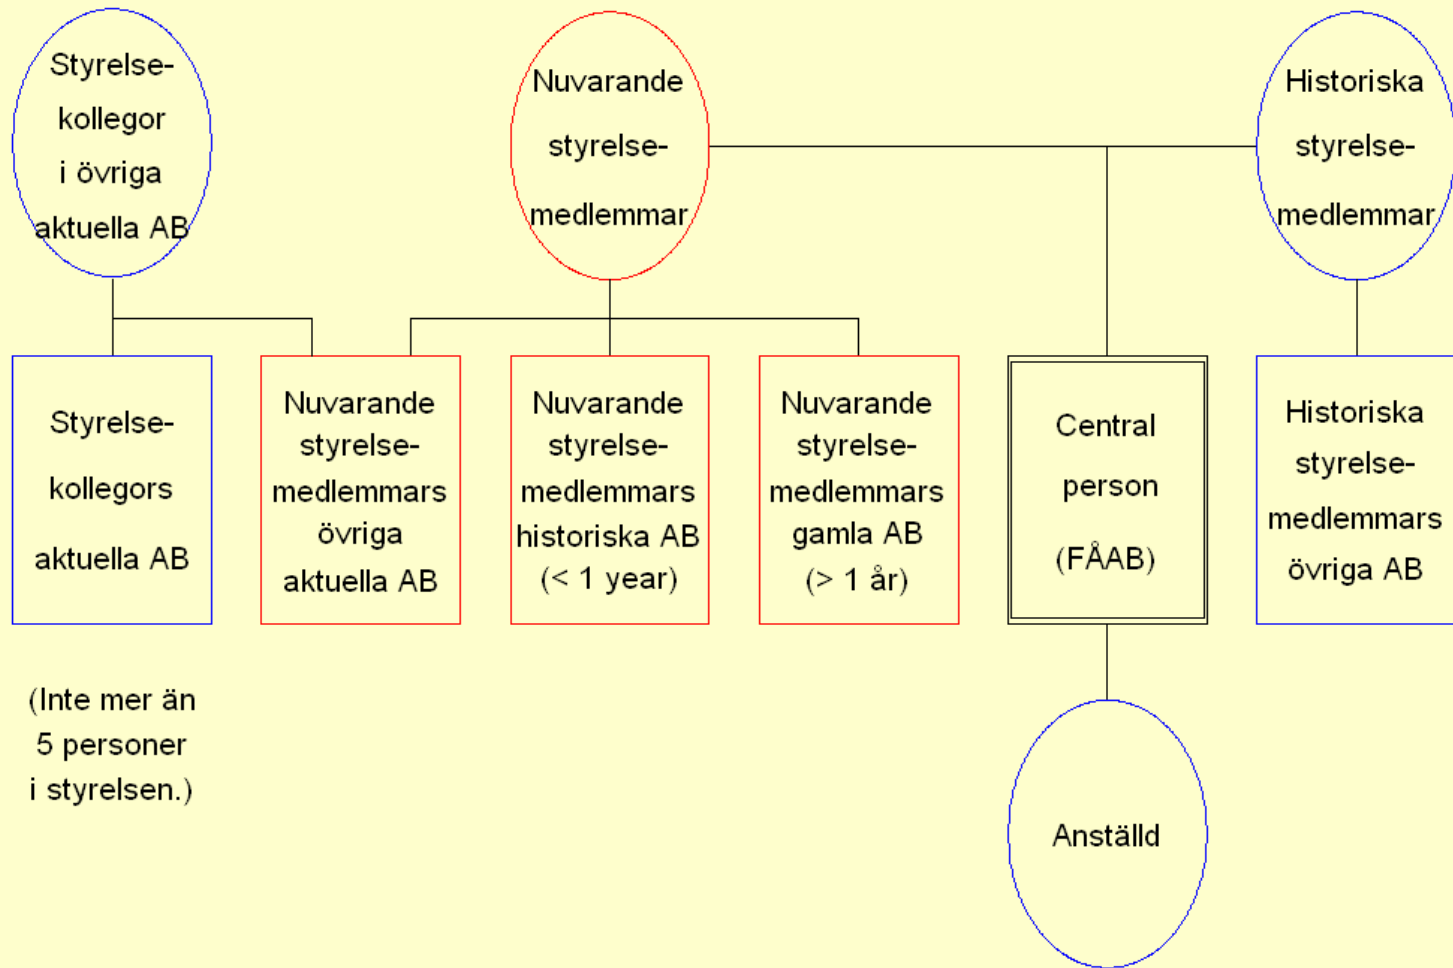 Styrelse-
kollegor
i övriga
aktuella AB
Nuvarande
styrelse-
medlemmar
Historiska
styrelse-
medlemmar
Styrelse-
kollegors
aktuella AB
Nuvarande
styrelse-
medlemmars
övriga
aktuella AB
Nuvarande
styrelse-
medlemmars
historiska AB
(< 1 year)
Nuvarande
styrelse-
medlemmars
gamla AB
(> 1 år)
Central
person
(FÅAB)
Historiska
styrelse-
medlemmars
övriga AB
(Inte mer än
5 personer
i styrelsen.)
Anställd